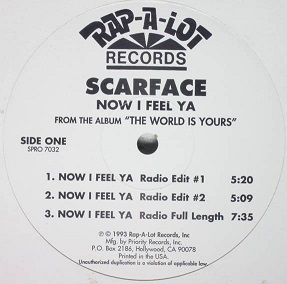 RAP-A-LOT
RECORDS
SCARFACE
NOW I FEEL YA
FROM THE ALBUM "THE WORLD IS YOURS"
SIDE ONE
SPRO 7032
1. NOW I FEEL YA Radio Edit #1 5:20
2. NOW I FEEL YA Radio Edit #2 5:09
3. NOW I FEEL YA Radio Full Length 7:35
℗ © 1993 Rap-A-Lot Records, Inc
Mfg. by Priority Records, Inc.
P.O. Box 2186, Hollywood, CA 90078
Printed in the USA.
Unauthorized duplication is a violation of applicable law.